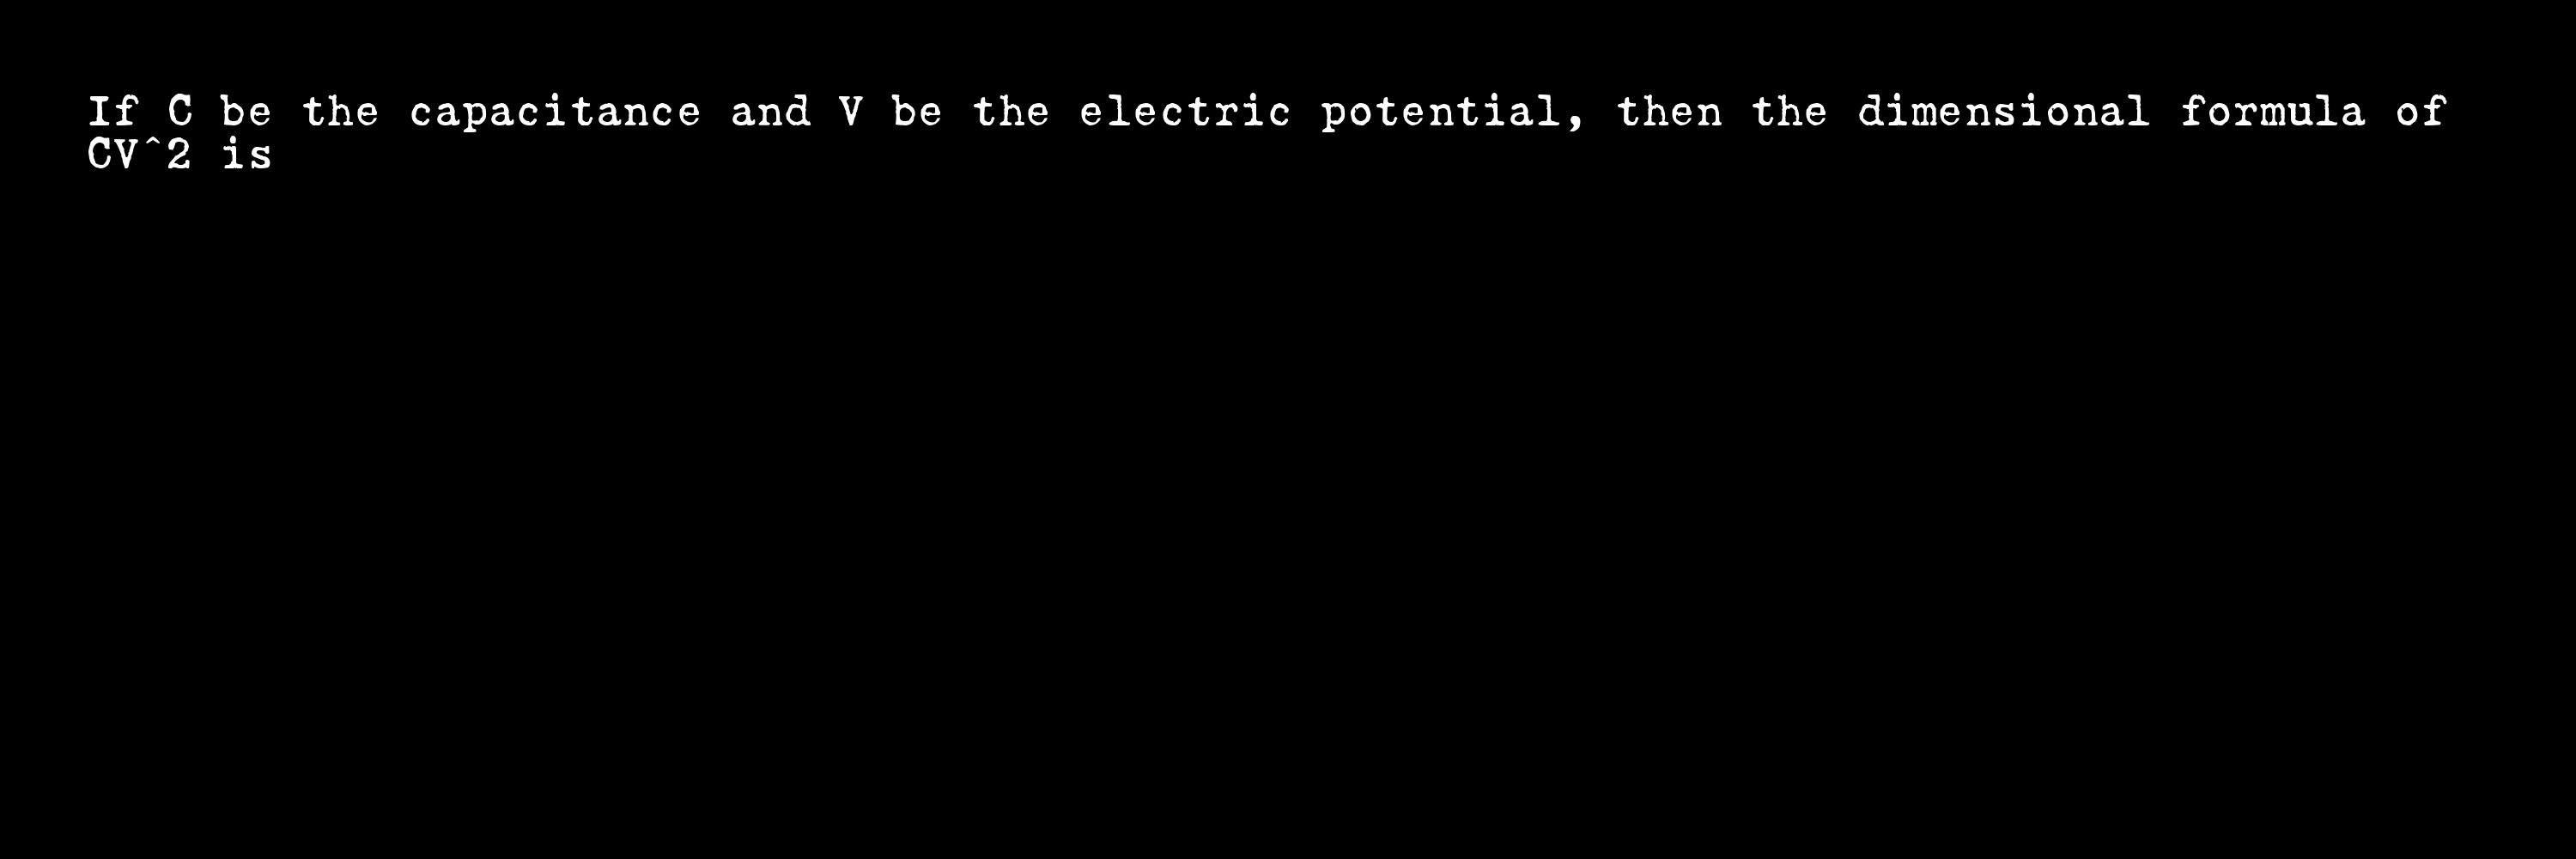 If C be the capacitance and V be the electric potential, then the dimensional formula of
CV^2 is